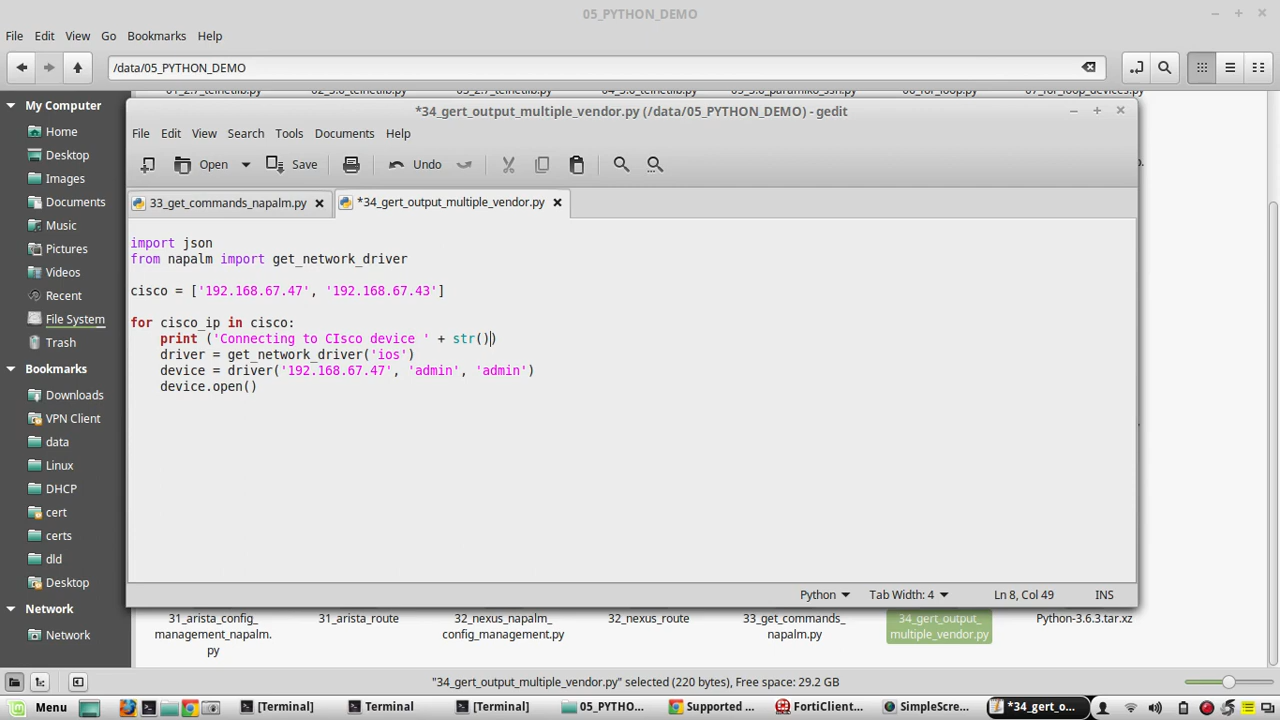 05_PYTHON_DEMO
File Edit View Go Bookmarks Help
/data/05_PYTHON_DEMO
My Computer
Home
Desktop
Images
Documents
Music
Pictures
Videos
Recent
File System
Trash
Bookmarks
Downloads
VPN Client
data
Linux
DHCP
cert
certs
dld
Desktop
Network
Network
*34_gert_output_multiple_vendor.py (/data/05_PYTHON_DEMO) - gedit
File Edit View Search Tools Documents Help
Open Save Undo
33_get_commands_napalm.py *34_gert_output_multiple_vendor.py
import json
from napalm import get_network_driver
cisco = ['192.168.67.47', '192.168.67.43']
for cisco_ip in cisco:
print ('Connecting to CIsco device ' + str())
driver = get_network_driver('ios')
device = driver('192.168.67.47', 'admin', 'admin')
device.open()
Python Tab Width: 4 Ln 8, Col 49 INS
31_arista_config_
management_napalm.
py
31_arista_route
32_nexus_napalm_
config_management.py
32_nexus_route
33_get_commands_
napalm.py
34_gert_output_
multiple_vendor.py
Python-3.6.3.tar.xz
"34_gert_output_multiple_vendor.py" selected (220 bytes), Free space: 29.2 GB
Menu [Terminal] Terminal [Terminal] 05_PYTHO... Supported ... FortiClient... SimpleScre... *34_gert_o...